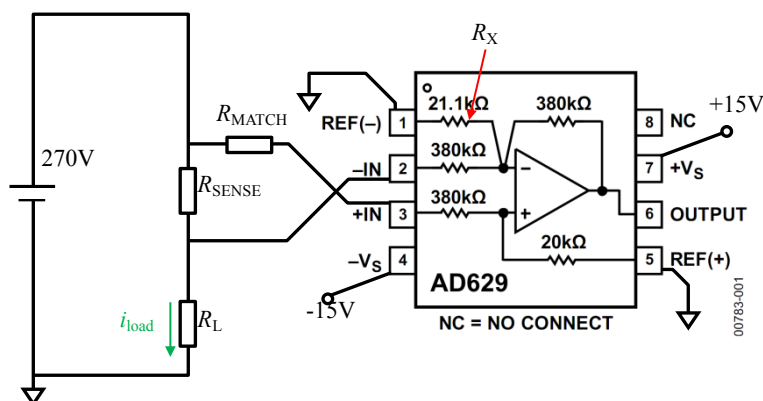 R_X
270V
R_MATCH
R_SENSE
i_load
R_L
REF(–)
–IN
+IN
–V_S
-15V
1
2
3
4
21.1kΩ
380kΩ
380kΩ
380kΩ
20kΩ
–
+
AD629
8
7
6
5
NC
+15V
+V_S
OUTPUT
REF(+)
NC = NO CONNECT
00783-001